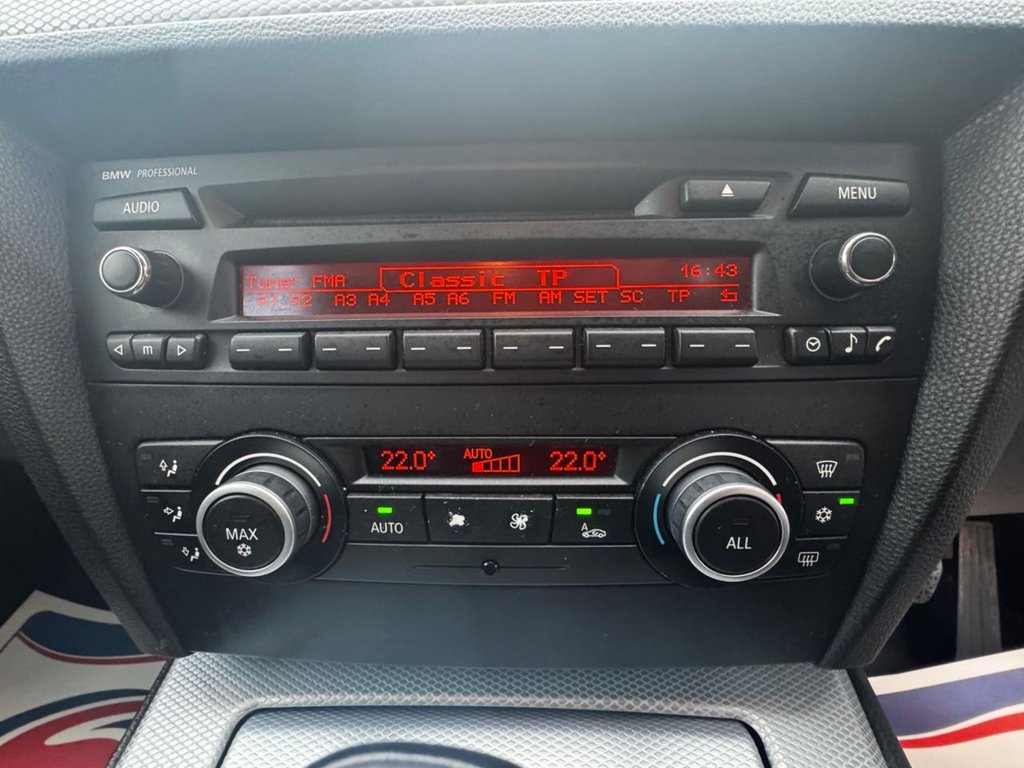 BMW PROFESSIONAL
AUDIO
MENU
Tuner FMA Classic TP 16:43
A1 A2 A3 A4 A5 A6 FM AM SET SC TP
m
22.0° AUTO 22.0°
AUTO
A
MAX
ALL